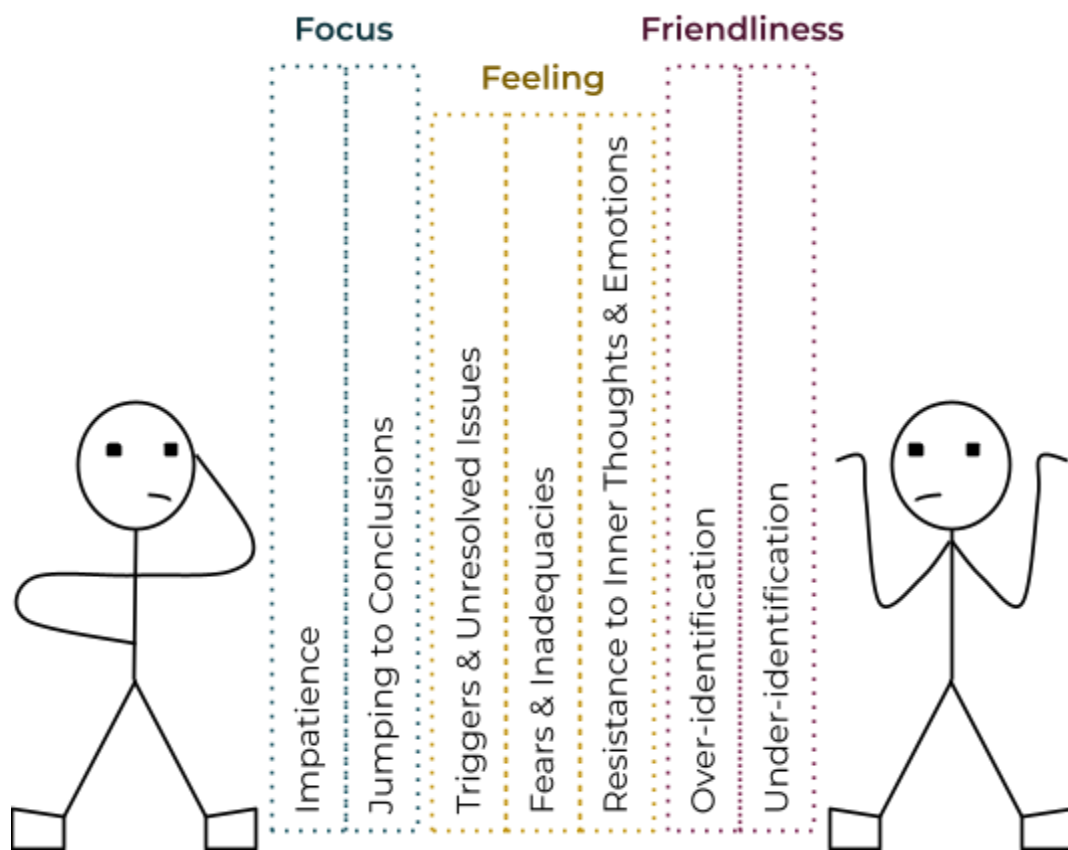 Focus
Feeling
Friendliness
Impatience
Jumping to Conclusions
Triggers & Unresolved Issues
Fears & Inadequacies
Resistance to Inner Thoughts & Emotions
Over-identification
Under-identification